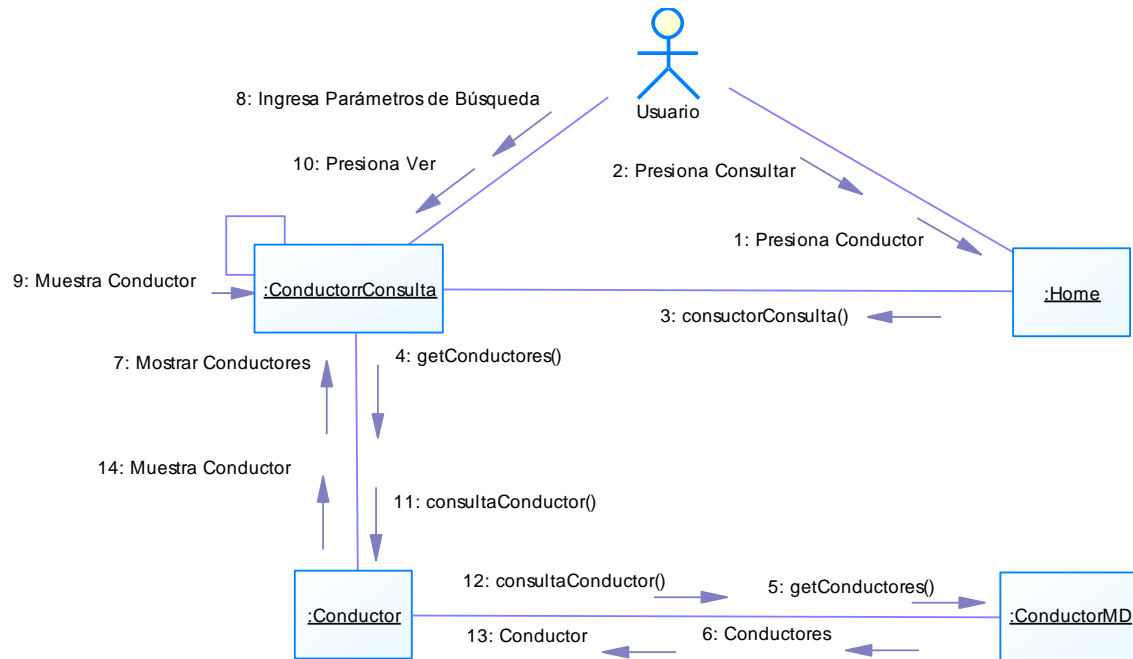 Usuario
8: Ingresa Parámetros de Búsqueda
10: Presiona Ver
2: Presiona Consultar
1: Presiona Conductor
9: Muestra Conductor
:ConductorrConsulta
:Home
3: consuctorConsulta()
7: Mostrar Conductores
4: getConductores()
14: Muestra Conductor
11: consultaConductor()
12: consultaConductor()
5: getConductores()
:Conductor
:ConductorMD
13: Conductor
6: Conductores